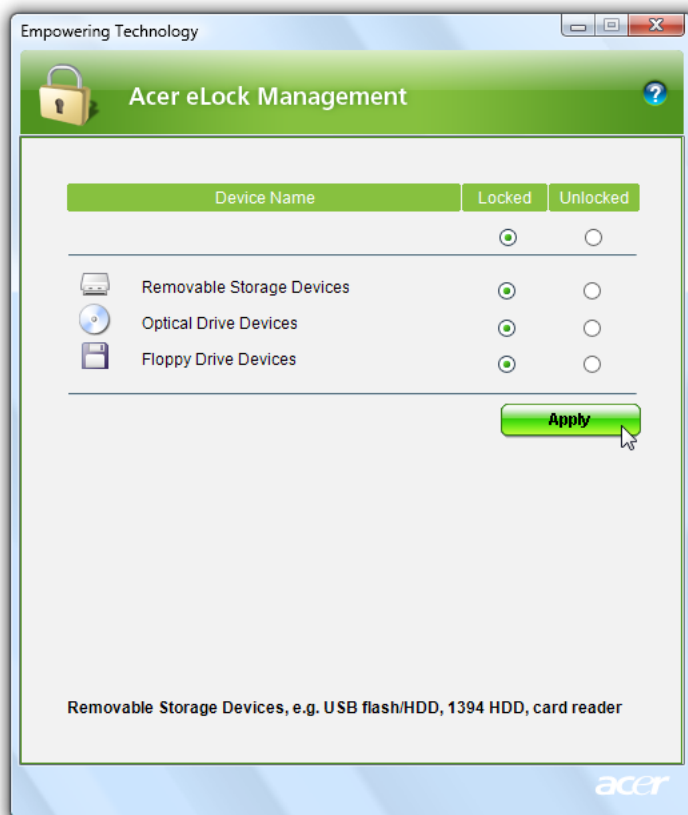 Empowering Technology
Acer eLock Management
Device Name Locked Unlocked
Removable Storage Devices
Optical Drive Devices
Floppy Drive Devices
Apply
Removable Storage Devices, e.g. USB flash/HDD, 1394 HDD, card reader
acer